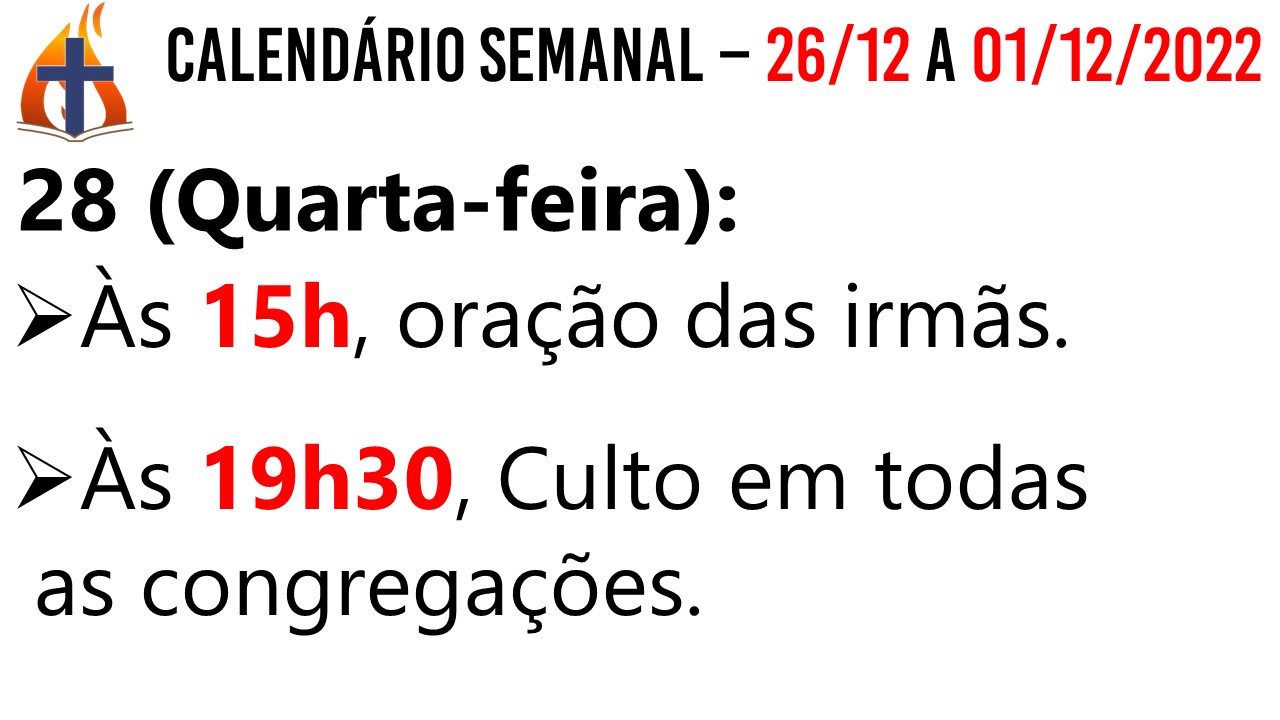 CALENDÁRIO SEMANAL – 26/12 A 01/12/2022
28 (Quarta-feira):
➢Às 15h, oração das irmãs.
➢Às 19h30, Culto em todas
as congregações.